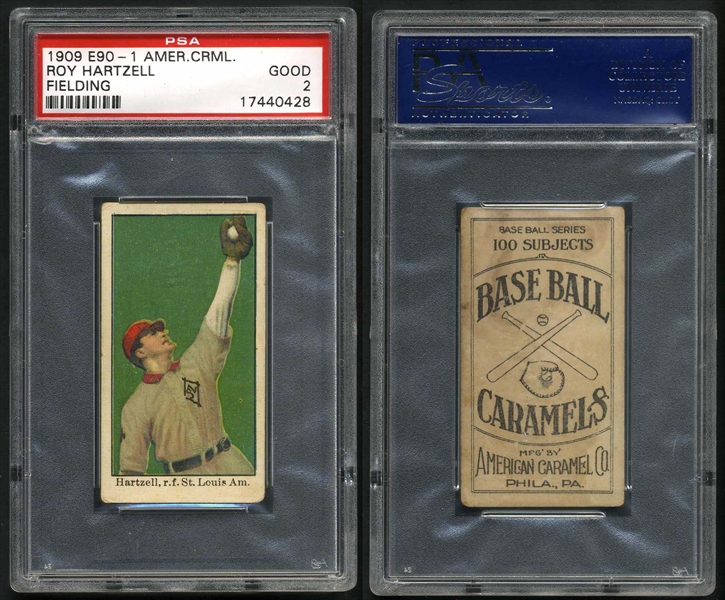 PSA
1909 E90-1 AMER.CRML.
ROY HARTZELL GOOD
FIELDING 2
17440428
Hartzell, r.f. St. Louis Am.
PSA
Sports
AUTHENTICATOR
BASE BALL SERIES
100 SUBJECTS
BASE BALL
CARAMELS
MFG' BY
AMERICAN CARAMEL Co.
PHILA., PA.